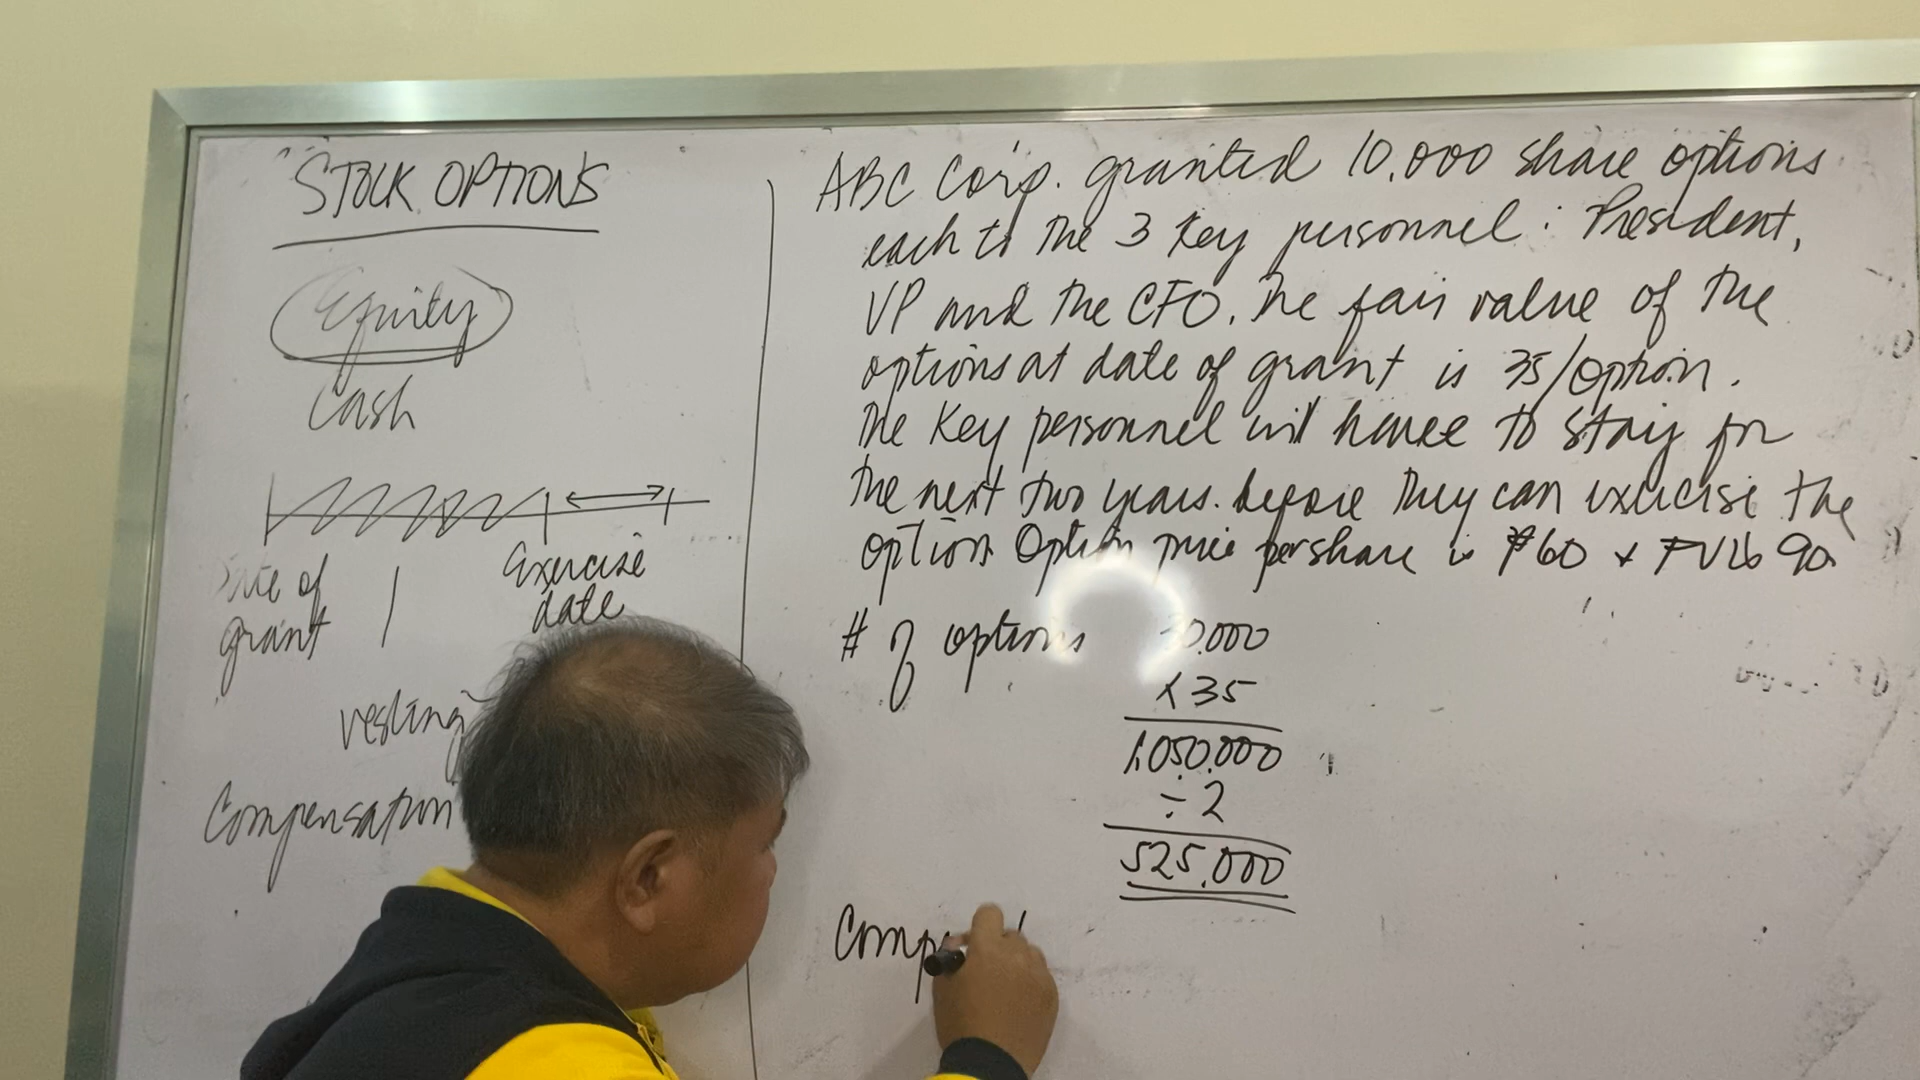 "STOCK OPTIONS
Equity
Cash
Date of
grant
Exercise
date
vesting
Compensation
ABC Corp. granted 10,000 share options
each to the 3 Key personnel : President,
VP and the CFO. The fair value of the
options at date of grant is 35/option.
The Key personnel will have to stay for
the next two years. before they can exercise the
option. Option price per share is ₱60 + FV is 90
# of options 30.000
x 35
1,050.000
÷ 2
525.000
Comp